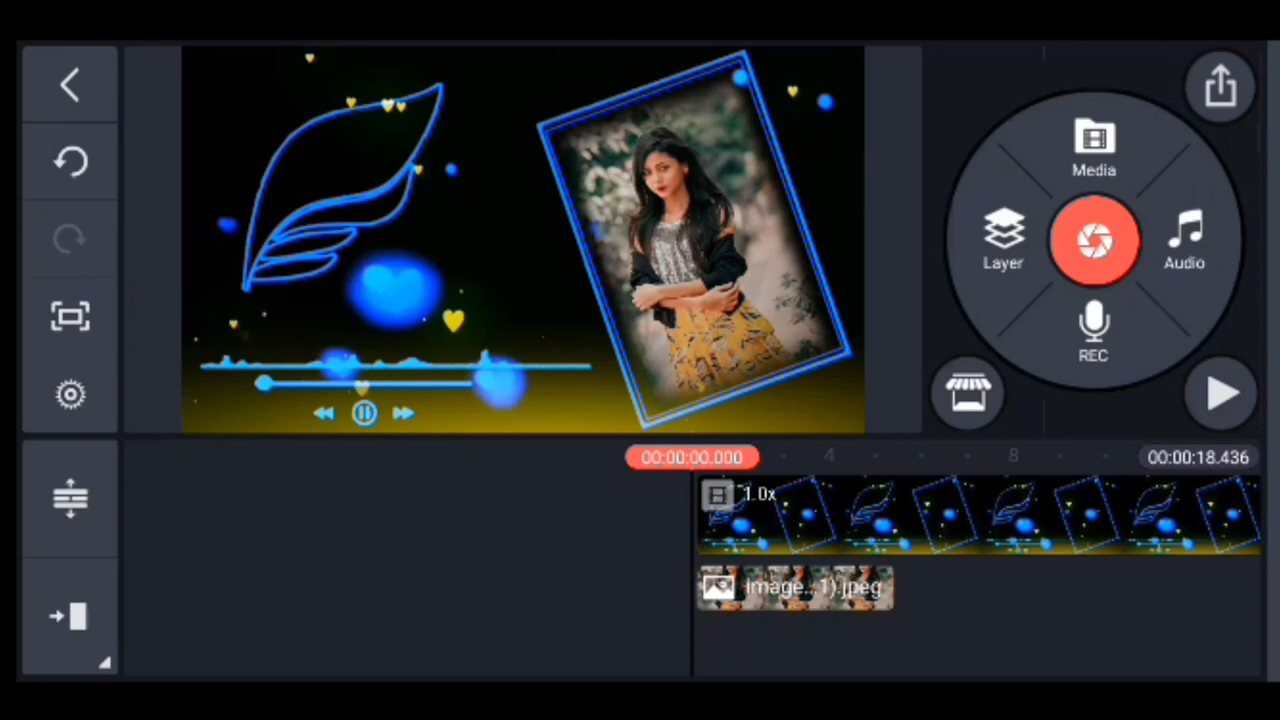 Media
Layer
Audio
REC
00:00:00.000
4
8
00:00:18.436
1.0x
Image...1).jpeg